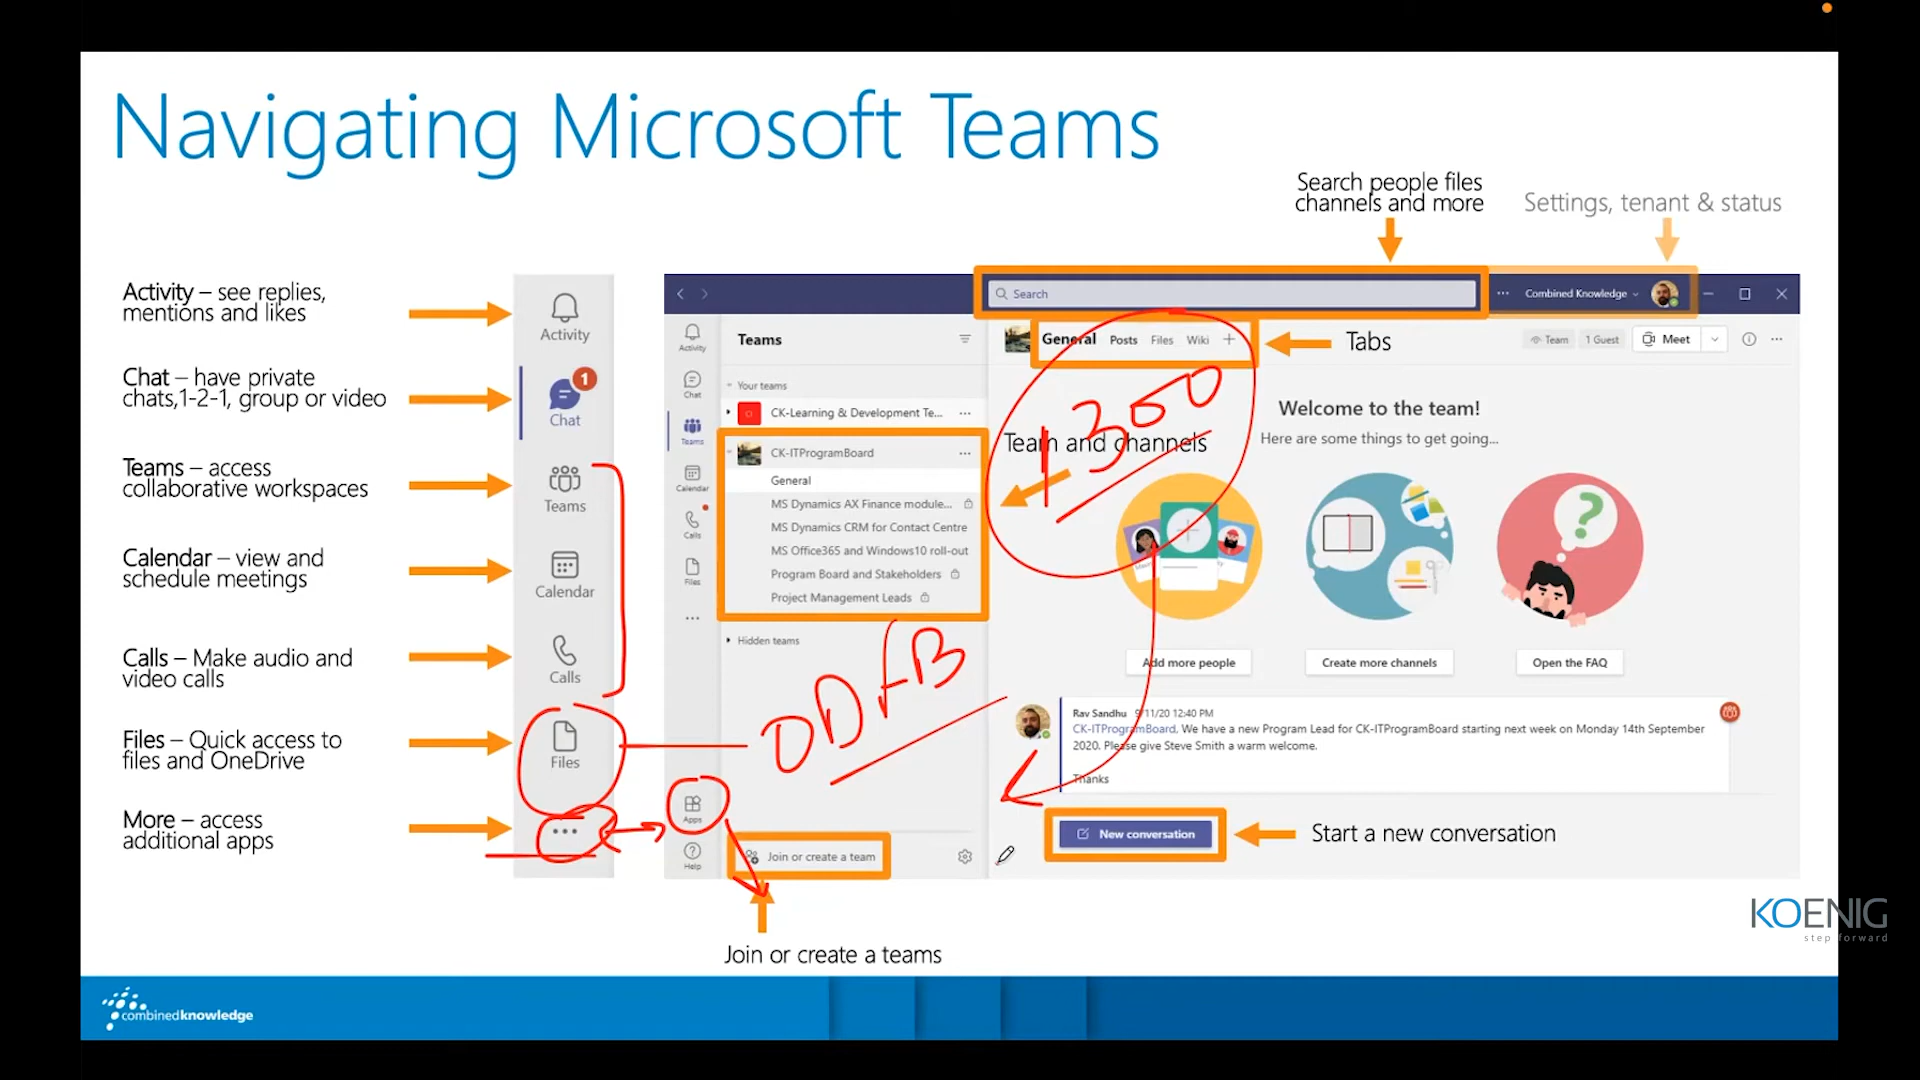 Navigating Microsoft Teams
Search people files
channels and more
Settings, tenant & status
Activity – see replies,
mentions and likes
Chat – have private
chats,1-2-1, group or video
Teams – access
collaborative workspaces
Calendar – view and
schedule meetings
Calls – Make audio and
video calls
Files – Quick access to
files and OneDrive
More – access
additional apps
Activity
1
Chat
Teams
Calendar
Calls
Files
Search
Combined Knowledge
Activity
Chat
Teams
Calendar
Calls
Files
Apps
Help
Teams
Your teams
CK-Learning & Development Te...
CK-ITProgramBoard
General
MS Dynamics AX Finance module...
MS Dynamics CRM for Contact Centre
MS Office365 and Windows10 roll-out
Program Board and Stakeholders
Project Management Leads
Hidden teams
Join or create a team
General Posts Files Wiki
Tabs
Team
1 Guest
Meet
1300
Team and channels
Welcome to the team!
Here are some things to get going...
Add more people
Create more channels
Open the FAQ
ODFB
Rav Sandhu 9/11/20 12:40 PM
CK-ITProgramBoard. We have a new Program Lead for CK-ITProgramBoard starting next week on Monday 14th September
2020. Please give Steve Smith a warm welcome.
Thanks
New conversation
Start a new conversation
Join or create a teams
KOENIG
step forward
combinedknowledge